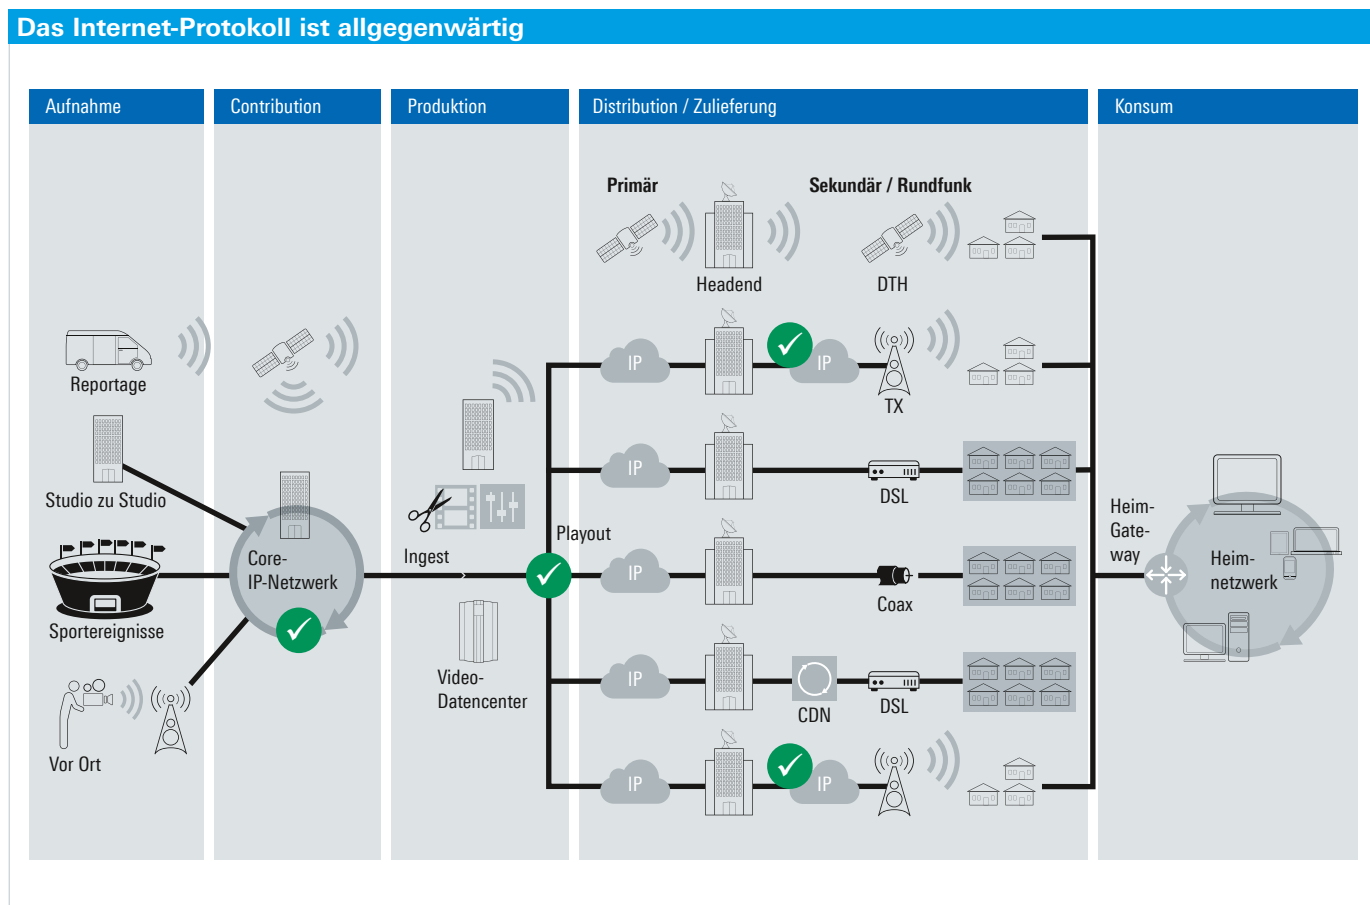 Das Internet-Protokoll ist allgegenwärtig
Aufnahme
Contribution
Produktion
Distribution / Zulieferung
Konsum
Primär
Sekundär / Rundfunk
Headend
DTH
Reportage
IP
IP
TX
Studio zu Studio
IP
DSL
Core-
IP-Netzwerk
Ingest
Playout
IP
Coax
Heim-
Gate-
way
Heim-
netzwerk
Sportereignisse
Video-
Datencenter
IP
CDN
DSL
Vor Ort
IP
IP